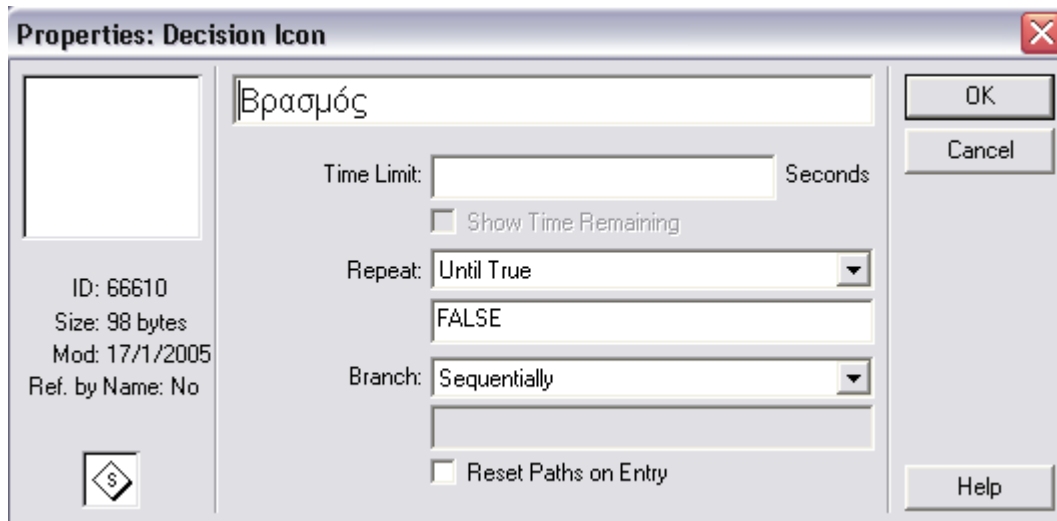 Properties: Decision Icon
Βρασμός
OK
Cancel
Time Limit: Seconds
Show Time Remaining
Repeat: Until True
FALSE
Branch: Sequentially
Reset Paths on Entry
ID: 66610
Size: 98 bytes
Mod: 17/1/2005
Ref. by Name: No
S
Help